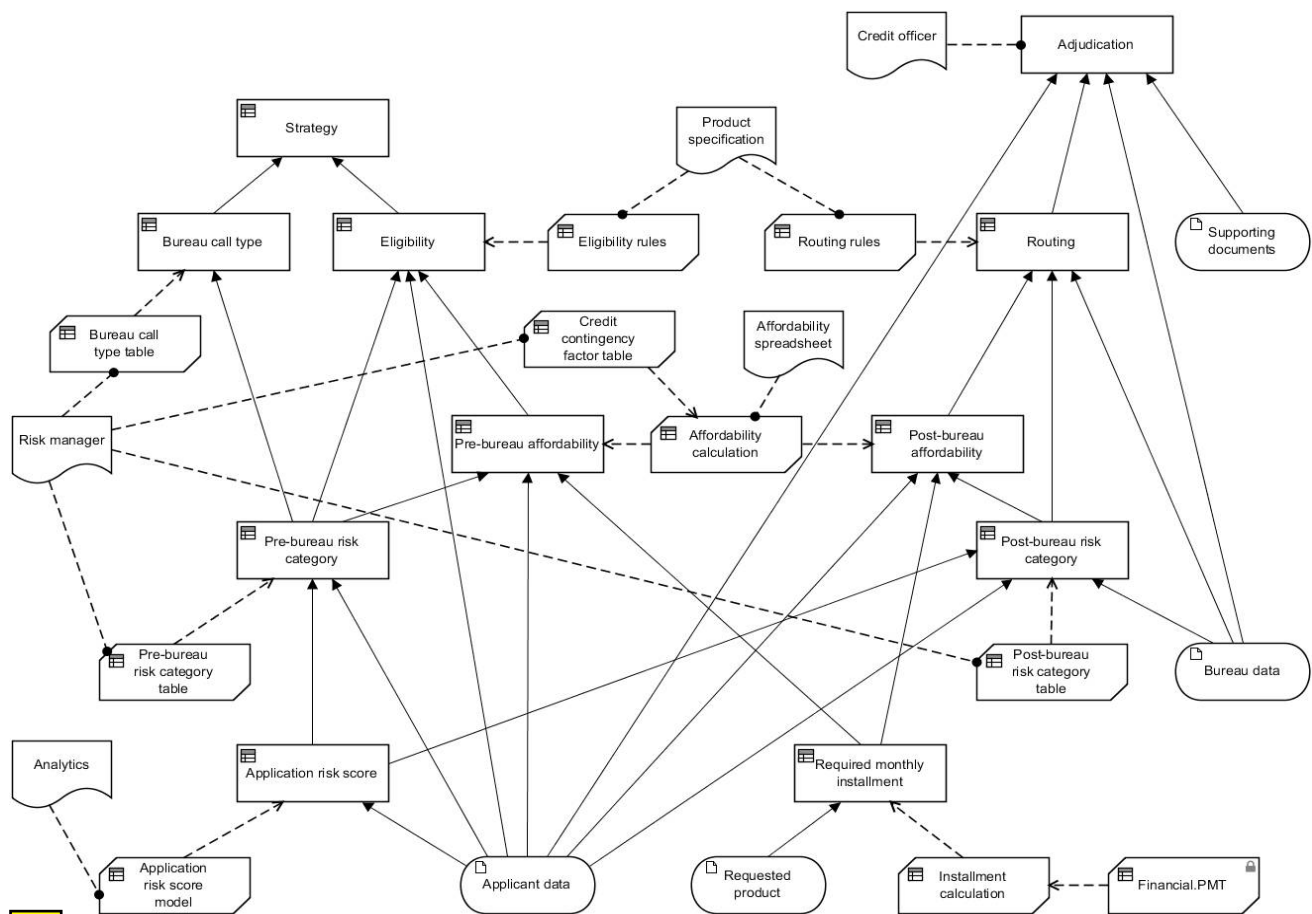 Credit officer
Adjudication
Strategy
Product
specification
Bureau call type
Eligibility
Eligibility rules
Routing rules
Routing
Supporting
documents
Bureau call
type table
Credit
contingency
factor table
Affordability
spreadsheet
Risk manager
Pre-bureau affordability
Affordability
calculation
Post-bureau
affordability
Pre-bureau risk
category
Post-bureau risk
category
Pre-bureau
risk category
table
Post-bureau
risk category
table
Bureau data
Analytics
Application risk score
Required monthly
installment
Application
risk score
model
Applicant data
Requested
product
Installment
calculation
Financial.PMT